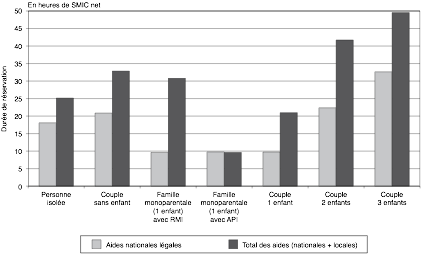 En heures de SMIC net
50
45
40
35
30
25
20
15
10
5
0
Durée de réservation
Personne
isolée
Couple
sans enfant
Famille
monoparentale
(1 enfant)
avec RMI
Famille
monoparentale
(1 enfant)
avec API
Couple
1 enfant
Couple
2 enfants
Couple
3 enfants
Aides nationales légales
Total des aides (nationales + locales)